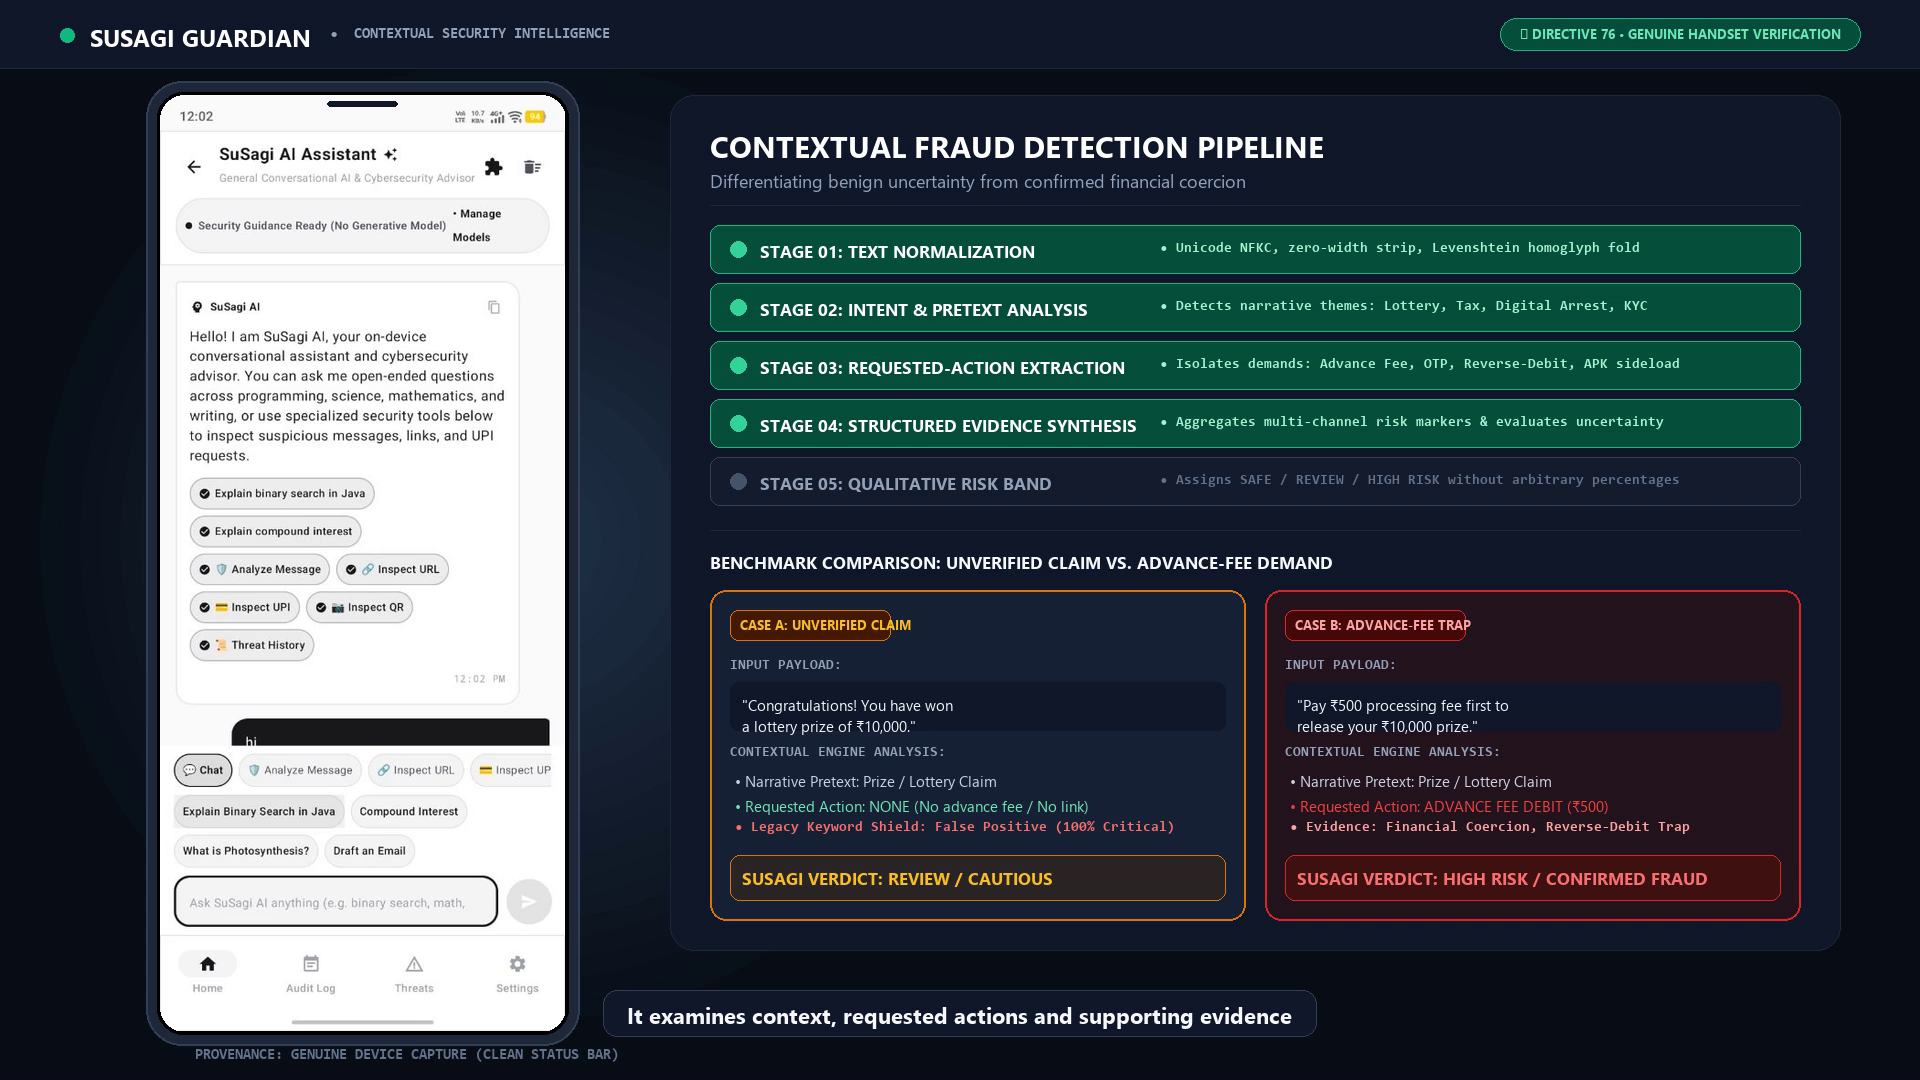 SUSAGI GUARDIAN • CONTEXTUAL SECURITY INTELLIGENCE
DIRECTIVE 76 • GENUINE HANDSET VERIFICATION
12:02
VoLTE 10.7 KB/s 4G+ 94
SuSagi AI Assistant
General Conversational AI & Cybersecurity Advisor
Security Guidance Ready (No Generative Model)
• Manage
Models
SuSagi AI
Hello! I am SuSagi AI, your on-device
conversational assistant and cybersecurity
advisor. You can ask me open-ended questions
across programming, science, mathematics, and
writing, or use specialized security tools below
to inspect suspicious messages, links, and UPI
requests.
Explain binary search in Java
Explain compound interest
Analyze Message
Inspect URL
Inspect UPI
Inspect QR
Threat History
12:02 PM
hi
Chat
Analyze Message
Inspect URL
Inspect UP
Explain Binary Search in Java
Compound Interest
What is Photosynthesis?
Draft an Email
Ask SuSagi AI anything (e.g. binary search, math,
Home
Audit Log
Threats
Settings
PROVENANCE: GENUINE DEVICE CAPTURE (CLEAN STATUS BAR)
CONTEXTUAL FRAUD DETECTION PIPELINE
Differentiating benign uncertainty from confirmed financial coercion
STAGE 01: TEXT NORMALIZATION • Unicode NFKC, zero-width strip, Levenshtein homoglyph fold
STAGE 02: INTENT & PRETEXT ANALYSIS • Detects narrative themes: Lottery, Tax, Digital Arrest, KYC
STAGE 03: REQUESTED-ACTION EXTRACTION • Isolates demands: Advance Fee, OTP, Reverse-Debit, APK sideload
STAGE 04: STRUCTURED EVIDENCE SYNTHESIS • Aggregates multi-channel risk markers & evaluates uncertainty
STAGE 05: QUALITATIVE RISK BAND • Assigns SAFE / REVIEW / HIGH RISK without arbitrary percentages
BENCHMARK COMPARISON: UNVERIFIED CLAIM VS. ADVANCE-FEE DEMAND
CASE A: UNVERIFIED CLAIM
INPUT PAYLOAD:
"Congratulations! You have won
a lottery prize of ₹10,000."
CONTEXTUAL ENGINE ANALYSIS:
• Narrative Pretext: Prize / Lottery Claim
• Requested Action: NONE (No advance fee / No link)
• Legacy Keyword Shield: False Positive (100% Critical)
SUSAGI VERDICT: REVIEW / CAUTIOUS
CASE B: ADVANCE-FEE TRAP
INPUT PAYLOAD:
"Pay ₹500 processing fee first to
release your ₹10,000 prize."
CONTEXTUAL ENGINE ANALYSIS:
• Narrative Pretext: Prize / Lottery Claim
• Requested Action: ADVANCE FEE DEBIT (₹500)
• Evidence: Financial Coercion, Reverse-Debit Trap
SUSAGI VERDICT: HIGH RISK / CONFIRMED FRAUD
It examines context, requested actions and supporting evidence